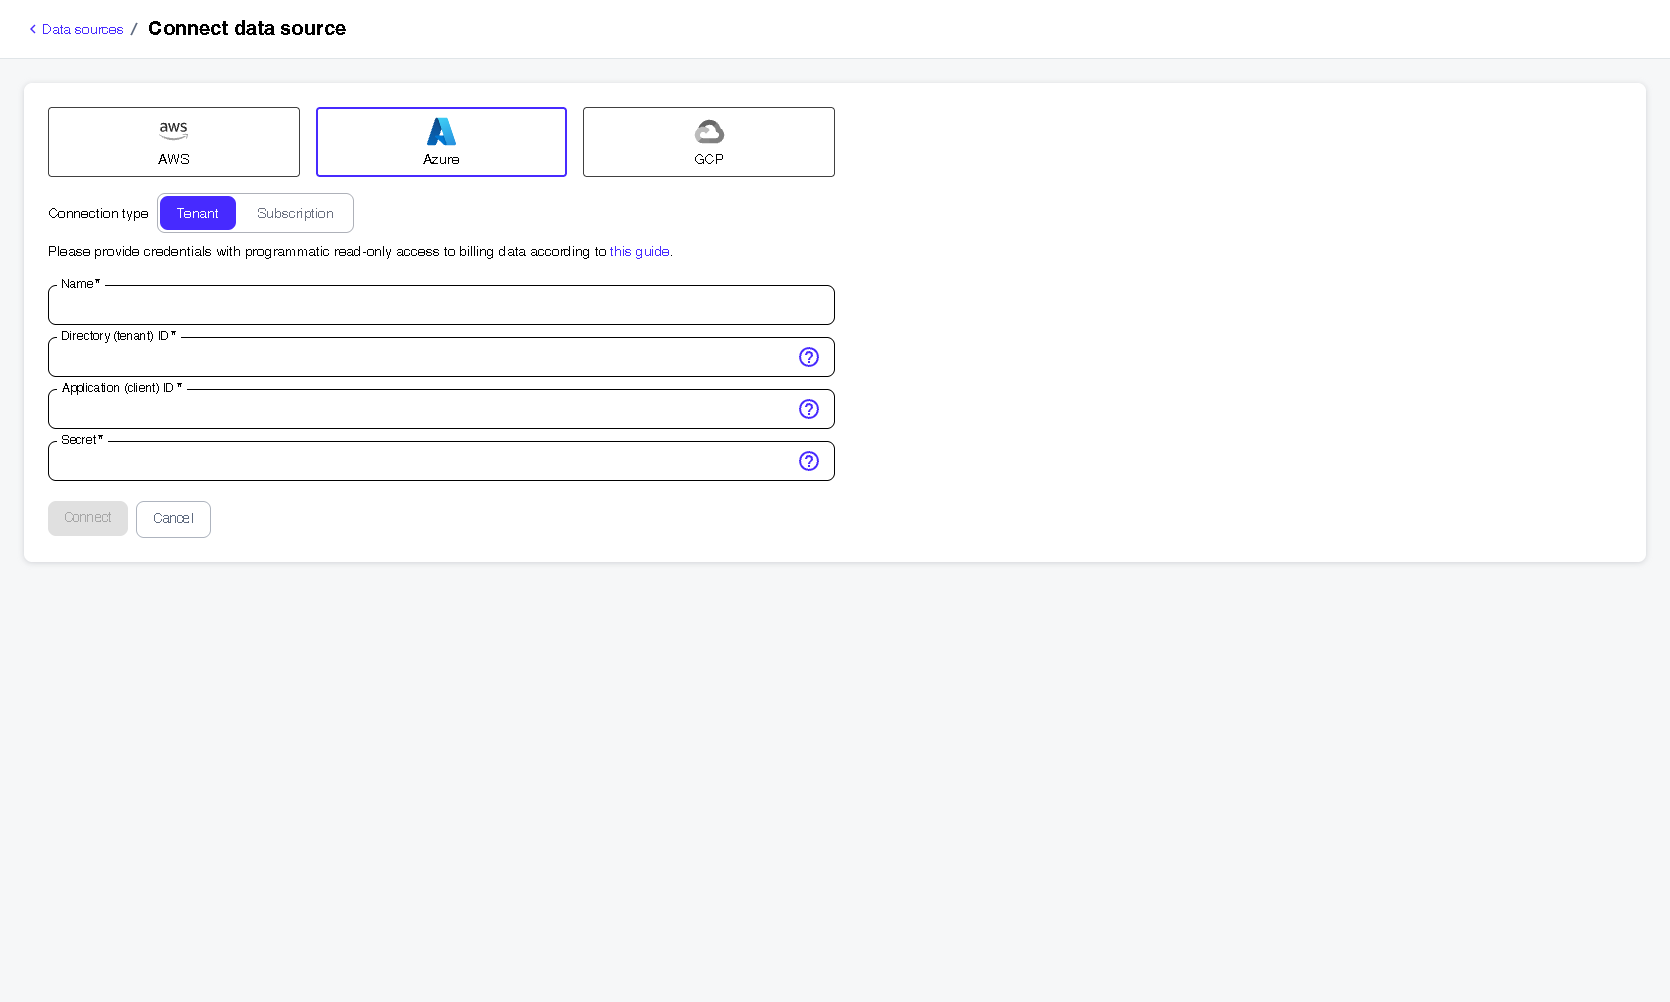 Data sources / Connect data source
aws
AWS
Azure
GCP
Connection type Tenant Subscription
Please provide credentials with programmatic read-only access to billing data according to this guide.
Name *
Directory (tenant) ID *
Application (client) ID *
Secret *
Connect Cancel